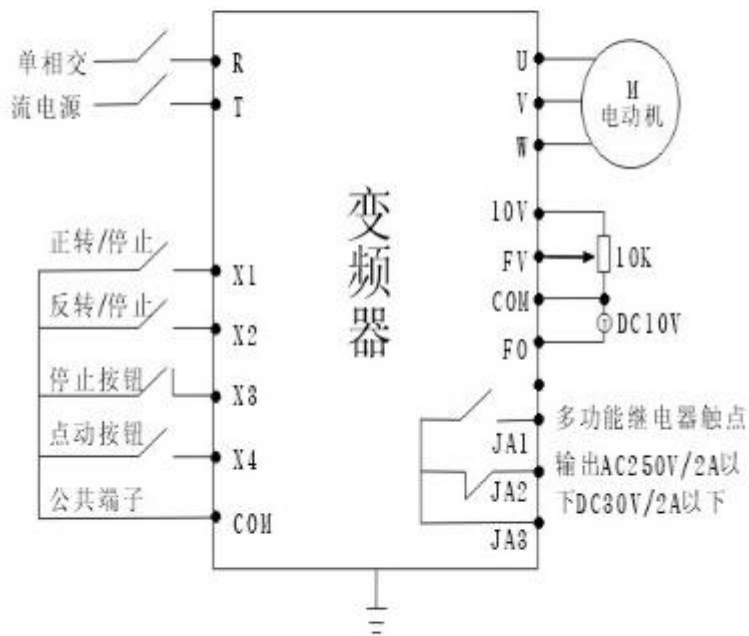 单相交
流电源
R
T
正转/停止
X1
反转/停止
X2
停止按钮
X3
点动按钮
X4
公共端子
COM
变
频
器
U
V
W
M
电动机
10V
FV
10K
COM
DC10V
FO
JA1
多功能继电器触点
JA2
输出AC250V/2A以
下DC30V/2A以下
JA3